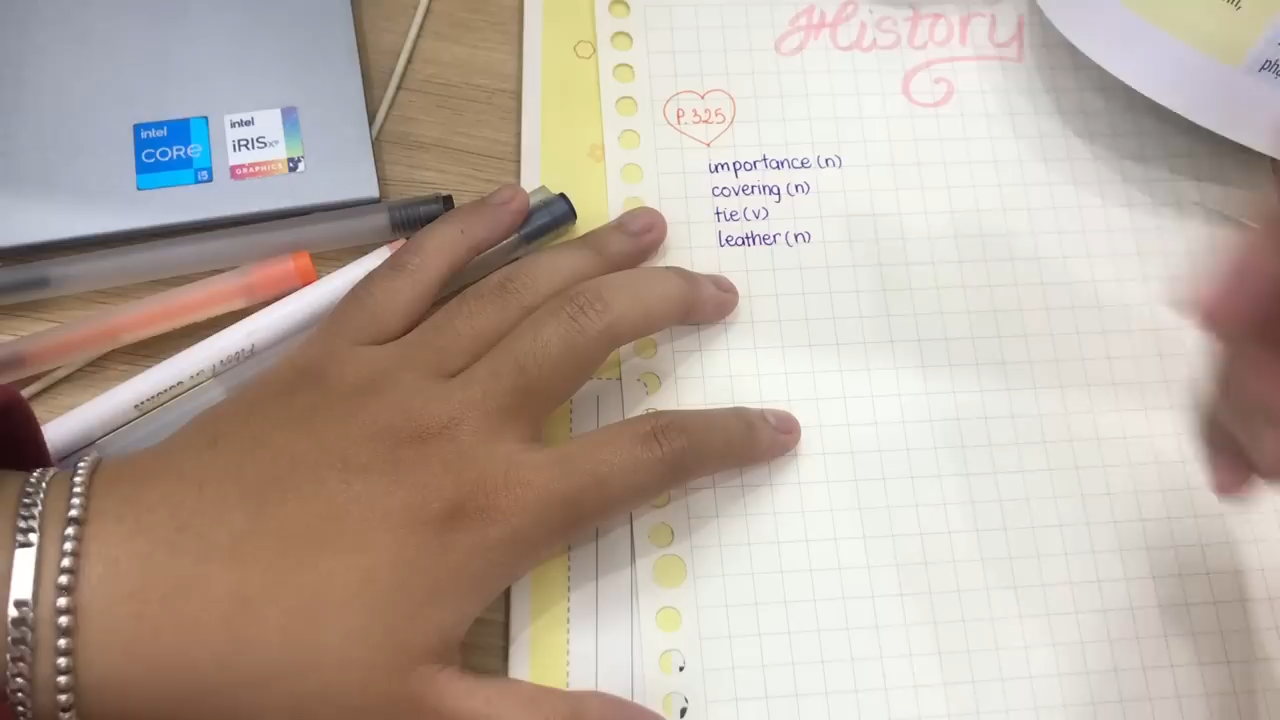 History
P.325
importance (n)
covering (n)
tie (v)
leather (n)
intel
CORE
i5
intel
iRIS xe
GRAPHICS